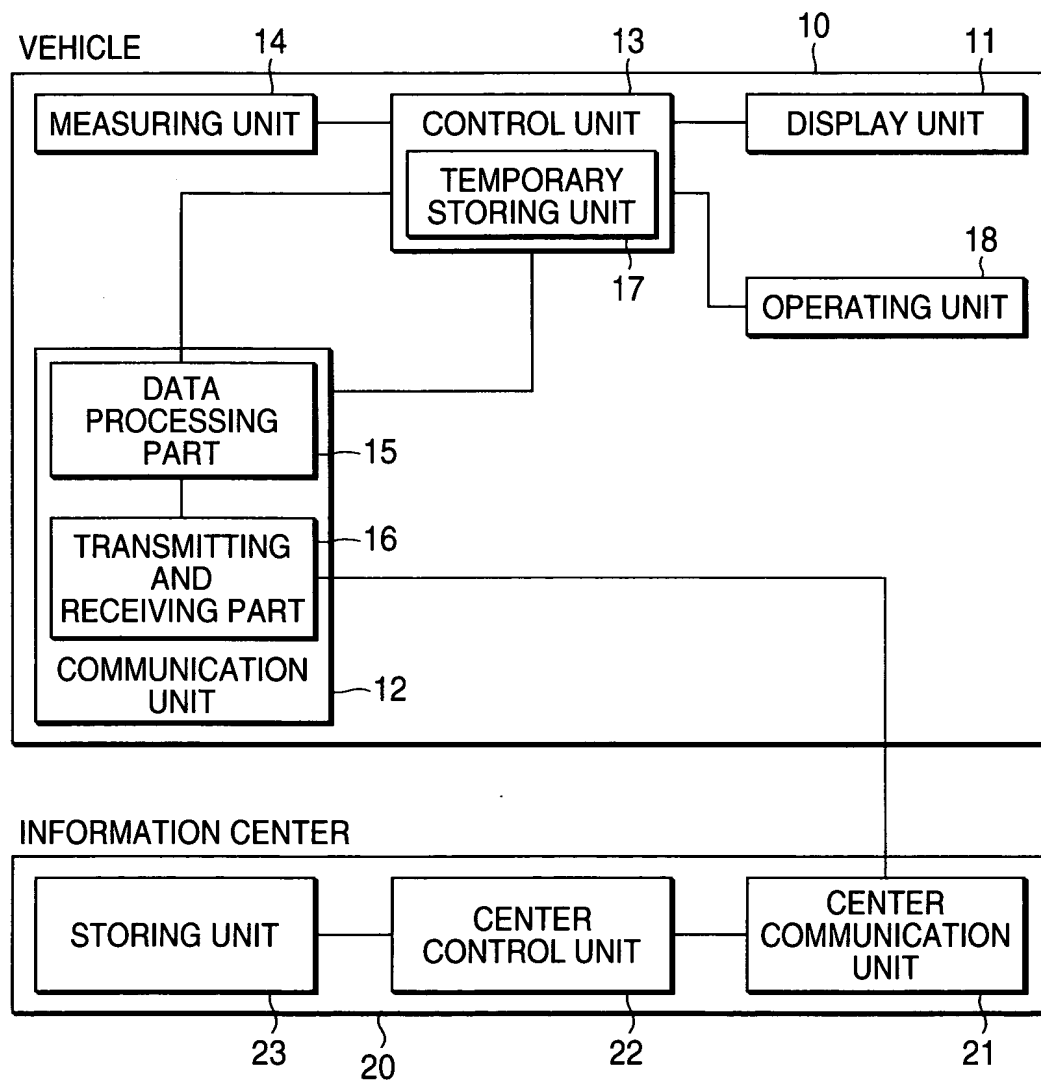 VEHICLE
14
13
10
11
MEASURING UNIT
CONTROL UNIT
DISPLAY UNIT
TEMPORARY
STORING UNIT
17
18
OPERATING UNIT
DATA
PROCESSING
PART
15
TRANSMITTING
AND
RECEIVING PART
16
COMMUNICATION
UNIT
12
INFORMATION CENTER
STORING UNIT
CENTER
CONTROL UNIT
CENTER
COMMUNICATION
UNIT
23
20
22
21